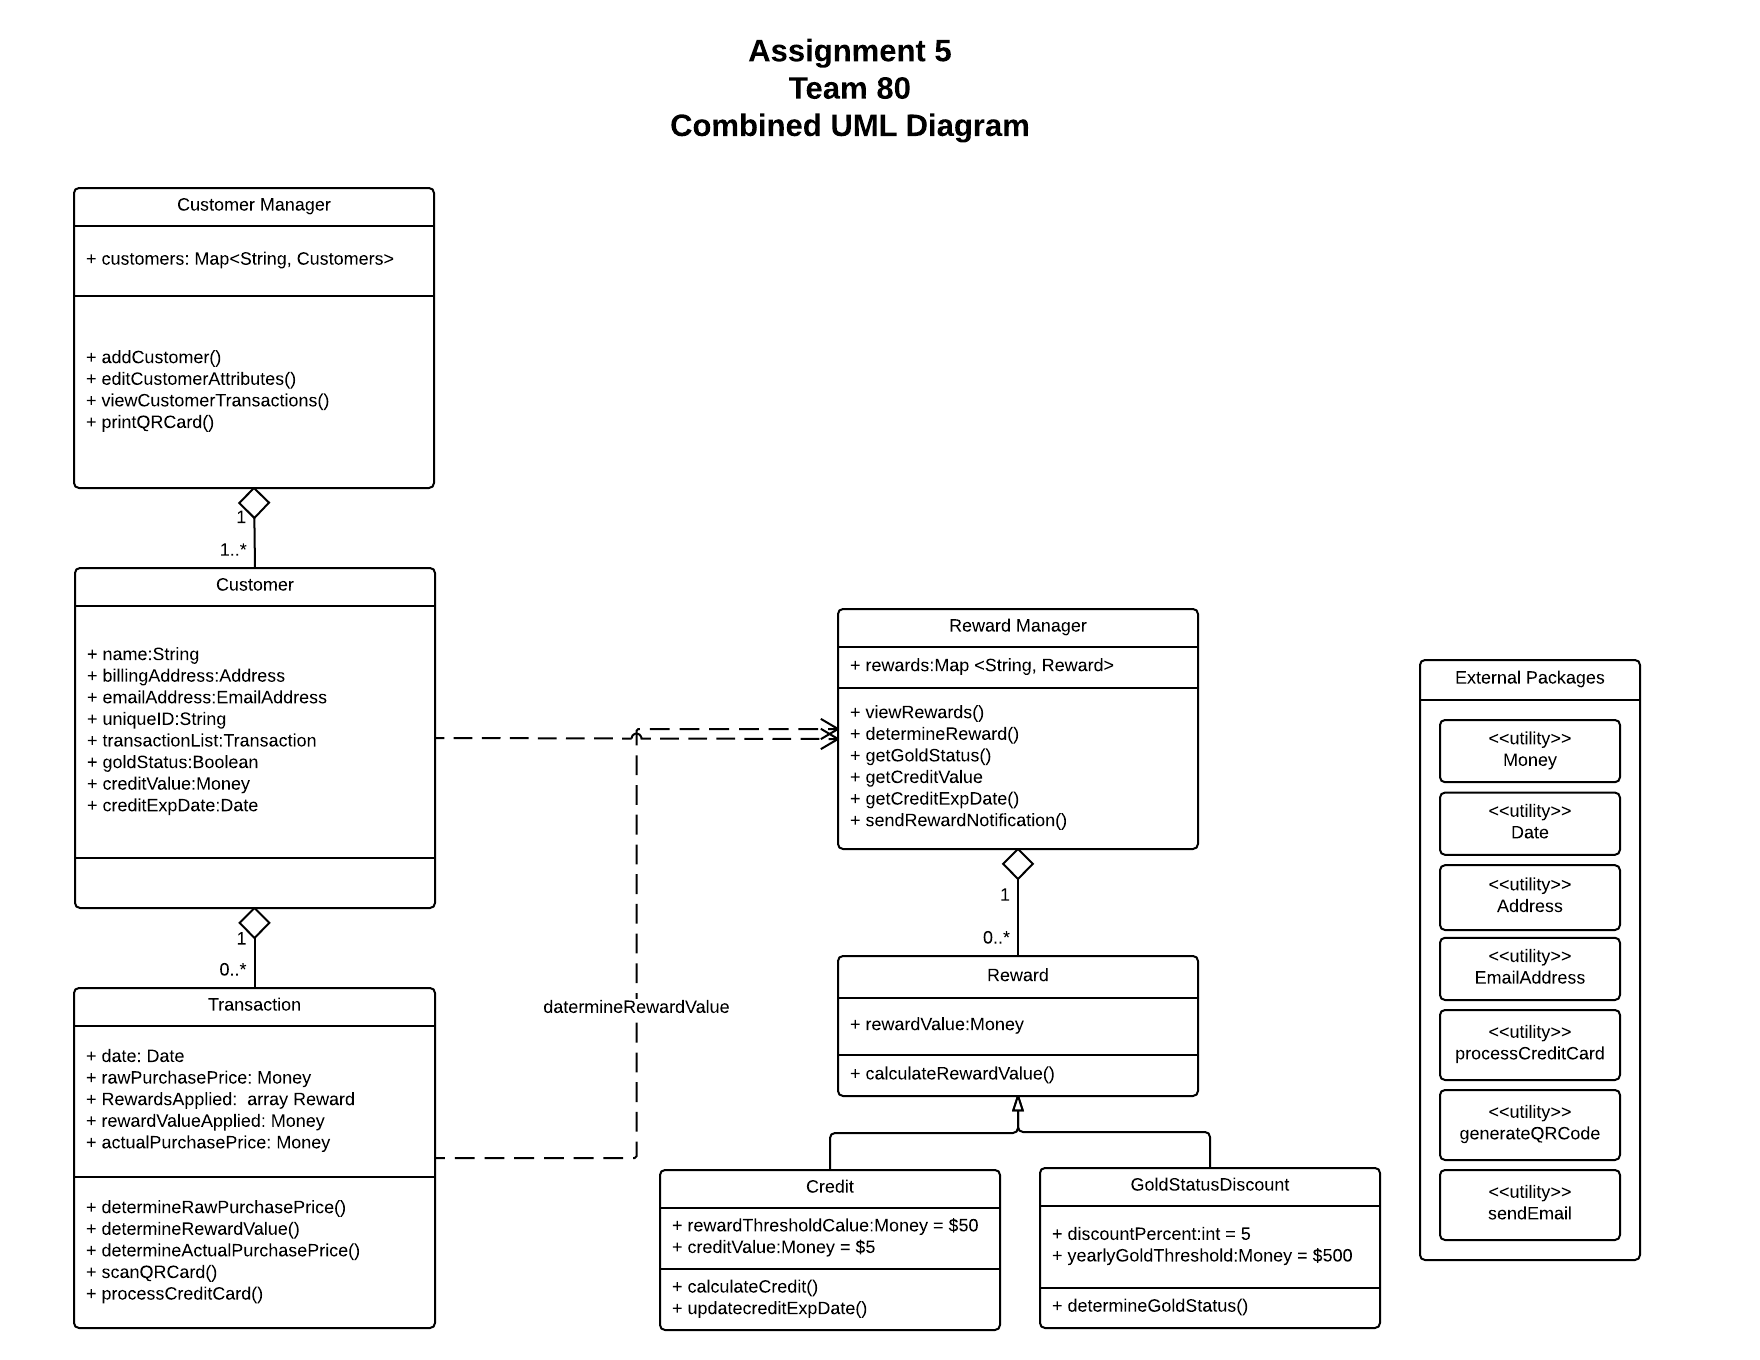 Assignment 5
Team 80
Combined UML Diagram
Customer Manager
+ customers: Map<String, Customers>
+ addCustomer()
+ editCustomerAttributes()
+ viewCustomerTransactions()
+ printQRCard()
1
1..*
Customer
+ name:String
+ billingAddress:Address
+ emailAddress:EmailAddress
+ uniqueID:String
+ transactionList:Transaction
+ goldStatus:Boolean
+ creditValue:Money
+ creditExpDate:Date
1
0..*
Transaction
+ date: Date
+ rawPurchasePrice: Money
+ RewardsApplied:  array Reward
+ rewardValueApplied: Money
+ actualPurchasePrice: Money
+ determineRawPurchasePrice()
+ determineRewardValue()
+ determineActualPurchasePrice()
+ scanQRCard()
+ processCreditCard()
datermineRewardValue
Reward Manager
+ rewards:Map <String, Reward>
+ viewRewards()
+ determineReward()
+ getGoldStatus()
+ getCreditValue
+ getCreditExpDate()
+ sendRewardNotification()
1
0..*
Reward
+ rewardValue:Money
+ calculateRewardValue()
Credit
+ rewardThresholdCalue:Money = $50
+ creditValue:Money = $5
+ calculateCredit()
+ updatecreditExpDate()
GoldStatusDiscount
+ discountPercent:int = 5
+ yearlyGoldThreshold:Money = $500
+ determineGoldStatus()
External Packages
<<utility>>
Money
<<utility>>
Date
<<utility>>
Address
<<utility>>
EmailAddress
<<utility>>
processCreditCard
<<utility>>
generateQRCode
<<utility>>
sendEmail